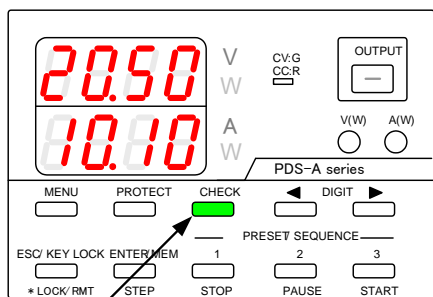 20.50 V
W
CV:G
CC:R
OUTPUT
10.10 A
W
V(W) A(W)
PDS-A series
MENU PROTECT CHECK ◀ DIGIT ▶
PRESET/ SEQUENCE
ESC/ KEY LOCK ENTER/MEM 1 2 3
* LOCK/ RMT STEP STOP PAUSE START